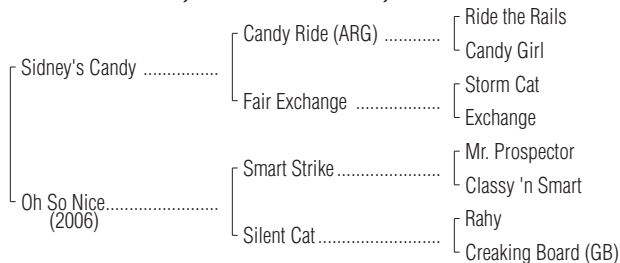 Ride the Rails
Candy Ride (ARG) ............
Candy Girl
Sidney's Candy ................
Storm Cat
Fair Exchange ..................
Exchange
Mr. Prospector
Smart Strike ......................
Classy 'n Smart
Oh So Nice........................
(2006)
Rahy
Silent Cat..........................
Creaking Board (GB)